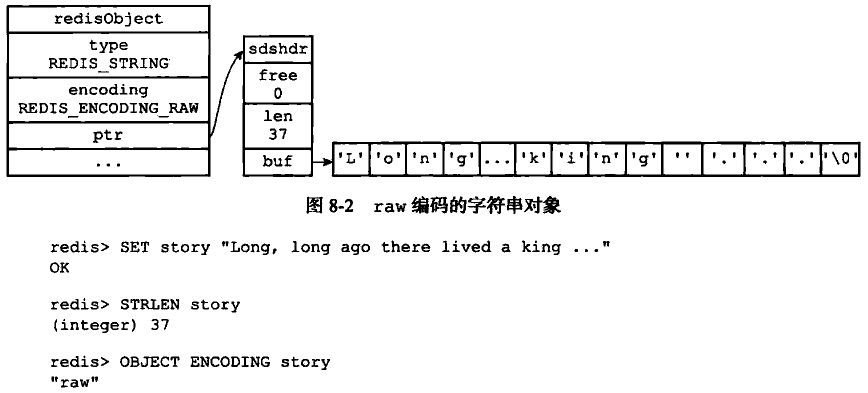 redisObject
type
REDIS_STRING
encoding
REDIS_ENCODING_RAW
ptr
...
sdshdr
free
0
len
37
buf
'L' 'o' 'n' 'g' ... 'k' 'i' 'n' 'g' '' '.' '.' '.' '\0'
图 8-2 raw 编码的字符串对象
redis> SET story "Long, long ago there lived a king ..."
OK
redis> STRLEN story
(integer) 37
redis> OBJECT ENCODING story
"raw"